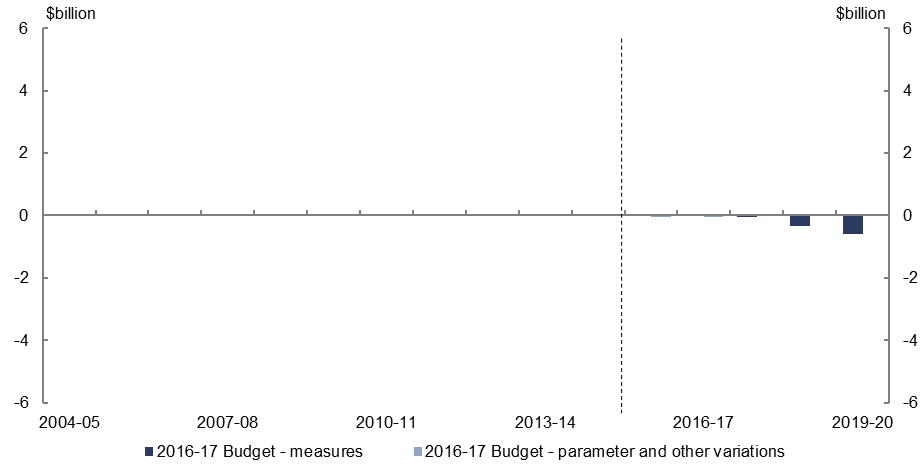 $billion $billion
6 6
4 4
2 2
0 0
-2 -2
-4 -4
-6 -6
2004-05 2007-08 2010-11 2013-14 2016-17 2019-20
2016-17 Budget - measures 2016-17 Budget - parameter and other variations